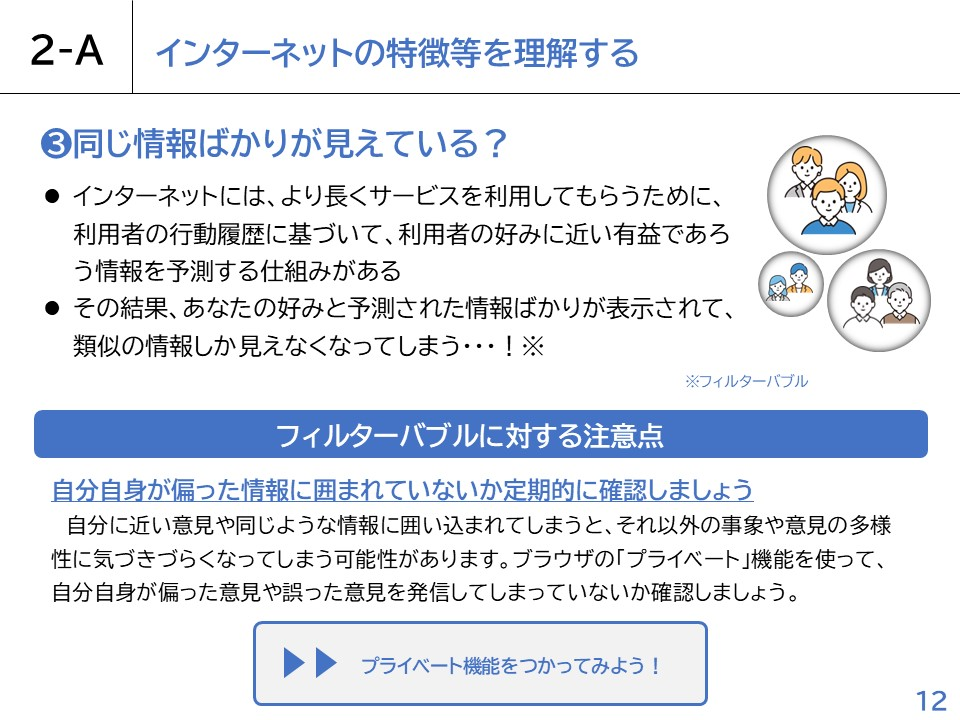 2-A
インターネットの特徴等を理解する
❸同じ情報ばかりが見えている？
● インターネットには、より長くサービスを利用してもらうために、
利用者の行動履歴に基づいて、利用者の好みに近い有益であろ
う情報を予測する仕組みがある
● その結果、あなたの好みと予測された情報ばかりが表示されて、
類似の情報しか見えなくなってしまう・・・！※
※フィルターバブル
フィルターバブルに対する注意点
自分自身が偏った情報に囲まれていないか定期的に確認しましょう
自分に近い意見や同じような情報に囲い込まれてしまうと、それ以外の事象や意見の多様
性に気づきづらくなってしまう可能性があります。ブラウザの「プライベート」機能を使って、
自分自身が偏った意見や誤った意見を発信してしまっていないか確認しましょう。
プライベート機能をつかってみよう！
12